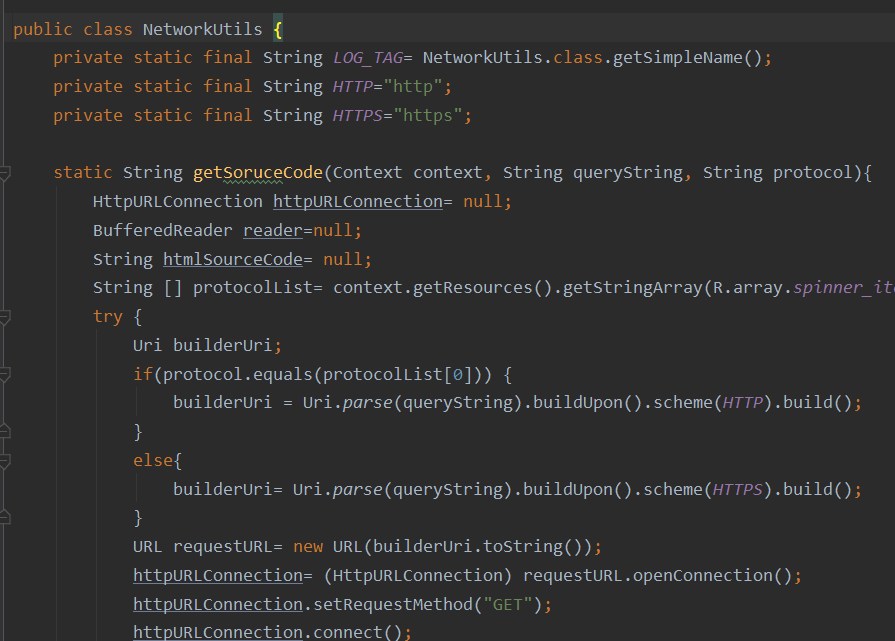 public class NetworkUtils {
private static final String LOG_TAG= NetworkUtils.class.getSimpleName();
private static final String HTTP="http";
private static final String HTTPS="https";
static String getSoruceCode(Context context, String queryString, String protocol){
HttpURLConnection httpURLConnection= null;
BufferedReader reader=null;
String htmlSourceCode= null;
String [] protocolList= context.getResources().getStringArray(R.array.
try {
Uri builderUri;
if(protocol.equals(protocolList[0])) {
builderUri = Uri.parse(queryString).buildUpon().scheme(HTTP).build();
}
else{
builderUri= Uri.parse(queryString).buildUpon().scheme(HTTPS).build();
}
URL requestURL= new URL(builderUri.toString());
httpURLConnection= (HttpURLConnection) requestURL.openConnection();
httpURLConnection.setRequestMethod("GET");
httpURLConnection.connect();